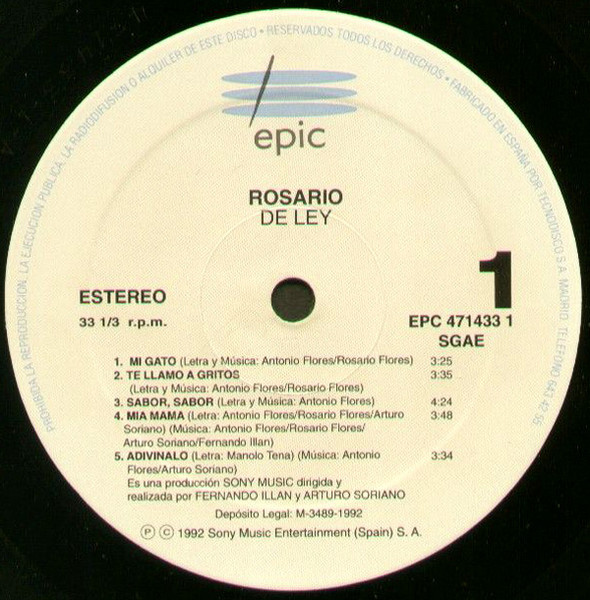 PROHIBIDA LA REPRODUCCION. LA EJECUCION PUBLICA. LA RADIODIFUSION O ALQUILER DE ESTE DISCO • RESERVADOS TODOS LOS DERECHOS • FABRICADO EN ESPAÑA POR TECNODISCO S A. MADRID. TELEFONO 643 42 55
epic
ROSARIO
DE LEY
1
ESTEREO
33 1/3 r.p.m.
EPC 471433 1
SGAE
1. MI GATO (Letra y Música: Antonio Flores/Rosario Flores) 3:25
2. TE LLAMO A GRITOS 3:35
(Letra y Música: Antonio Flores/Rosario Flores)
3. SABOR, SABOR (Letra y Música: Antonio Flores) 4:24
4. MIA MAMA (Letra: Antonio Flores/Rosario Flores/Arturo 3:48
Soriano) (Música: Antonio Flores/Rosario Flores/
Arturo Soriano/Fernando Illan)
5. ADIVINALO (Letra: Manolo Tena) (Música: Antonio 3:34
Flores/Arturo Soriano)
Es una producción SONY MUSIC dirigida y
realizada por FERNANDO ILLAN y ARTURO SORIANO
Depósito Legal: M-3489-1992
Ⓟ © 1992 Sony Music Entertainment (Spain) S. A.